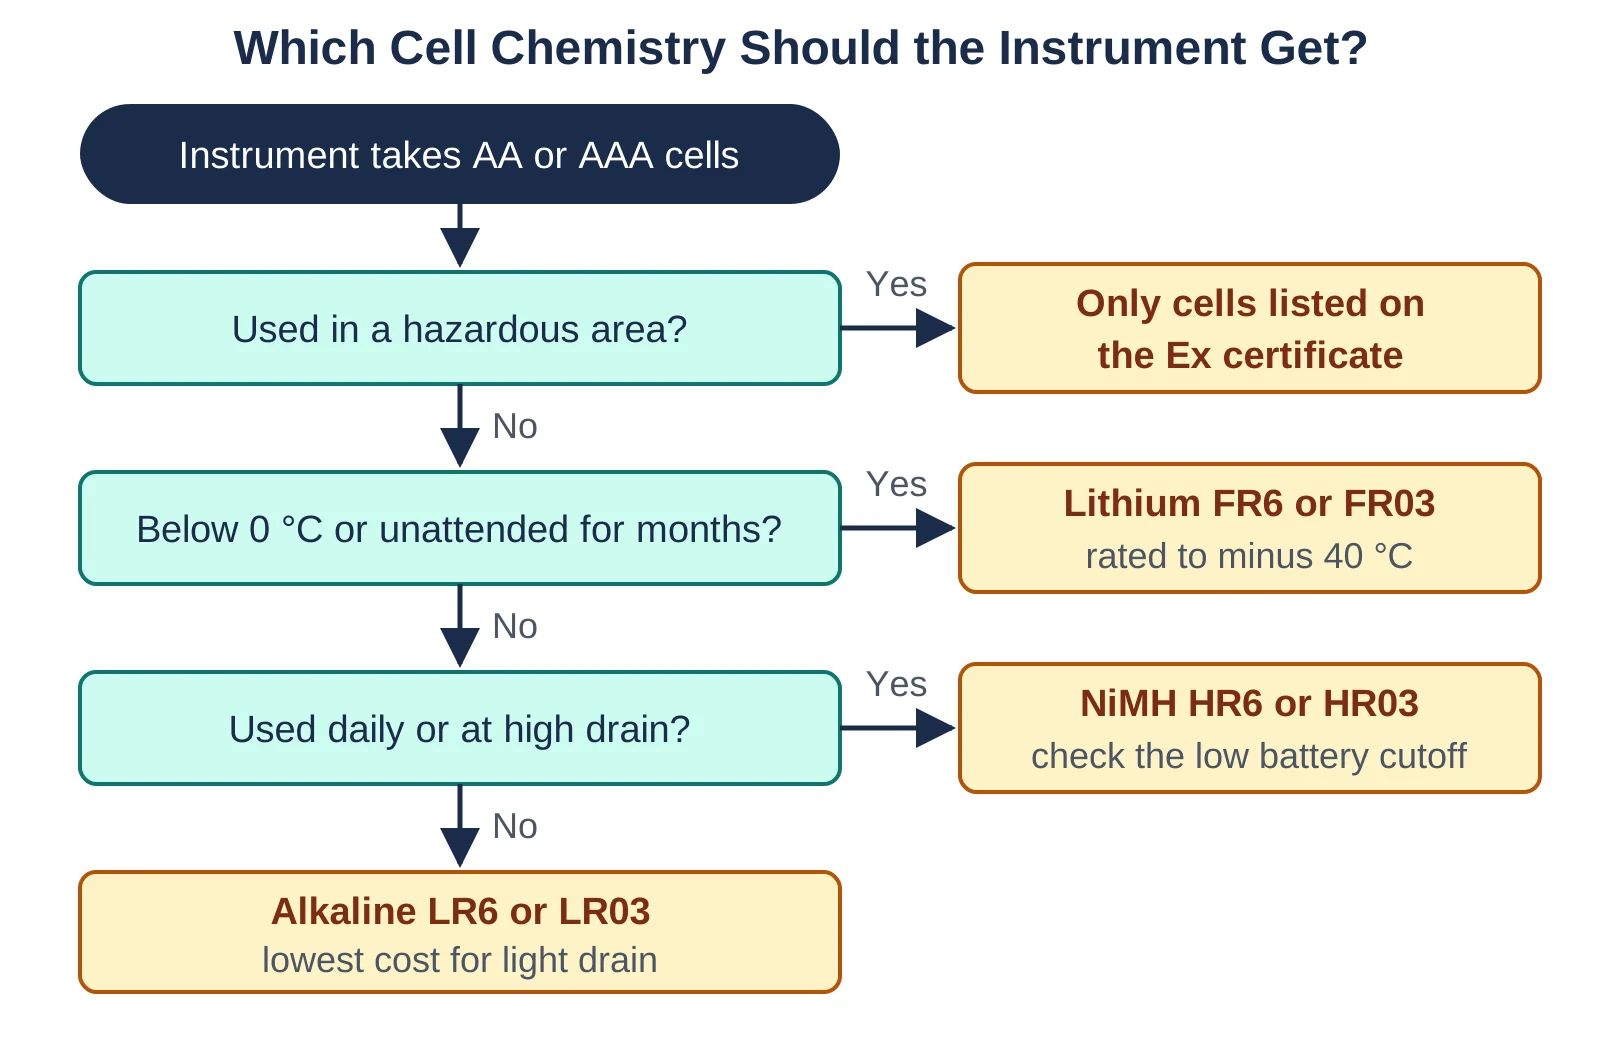 Which Cell Chemistry Should the Instrument Get?
Instrument takes AA or AAA cells
Used in a hazardous area?
Yes
Only cells listed on
the Ex certificate
No
Below 0 °C or unattended for months?
Yes
Lithium FR6 or FR03
rated to minus 40 °C
No
Used daily or at high drain?
Yes
NiMH HR6 or HR03
check the low battery cutoff
No
Alkaline LR6 or LR03
lowest cost for light drain